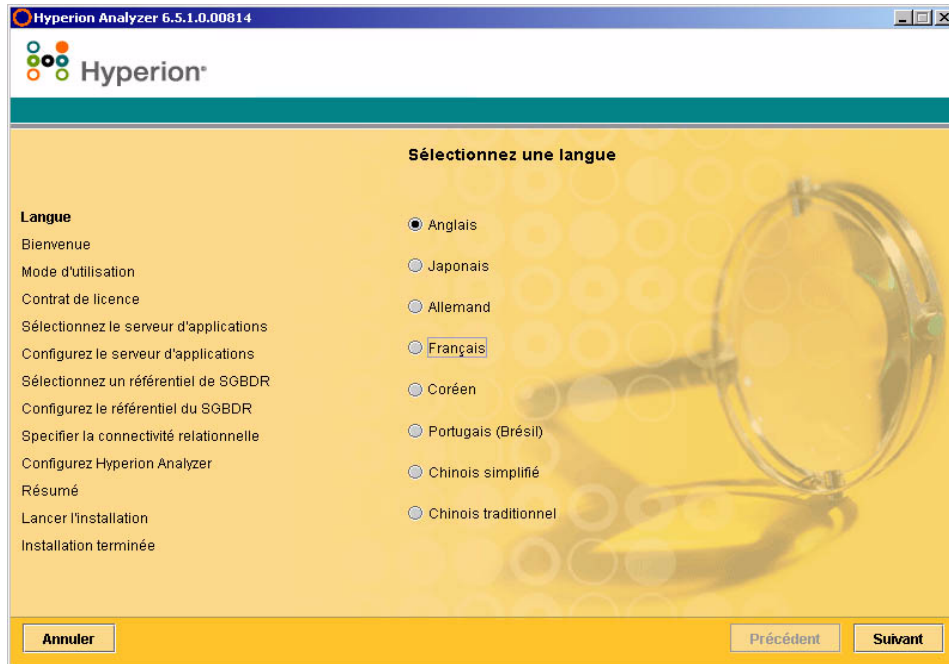 Hyperion Analyzer 6.5.1.0.00814
Hyperion
Sélectionnez une langue
Langue
Bienvenue
Mode d'utilisation
Contrat de licence
Sélectionnez le serveur d'applications
Configurez le serveur d'applications
Sélectionnez un référentiel de SGBDR
Configurez le référentiel du SGBDR
Specifier la connectivité relationnelle
Configurez Hyperion Analyzer
Résumé
Lancer l'installation
Installation terminée
Anglais
Japonais
Allemand
Français
Coréen
Portugais (Brésil)
Chinois simplifié
Chinois traditionnel
Annuler
Précédent
Suivant